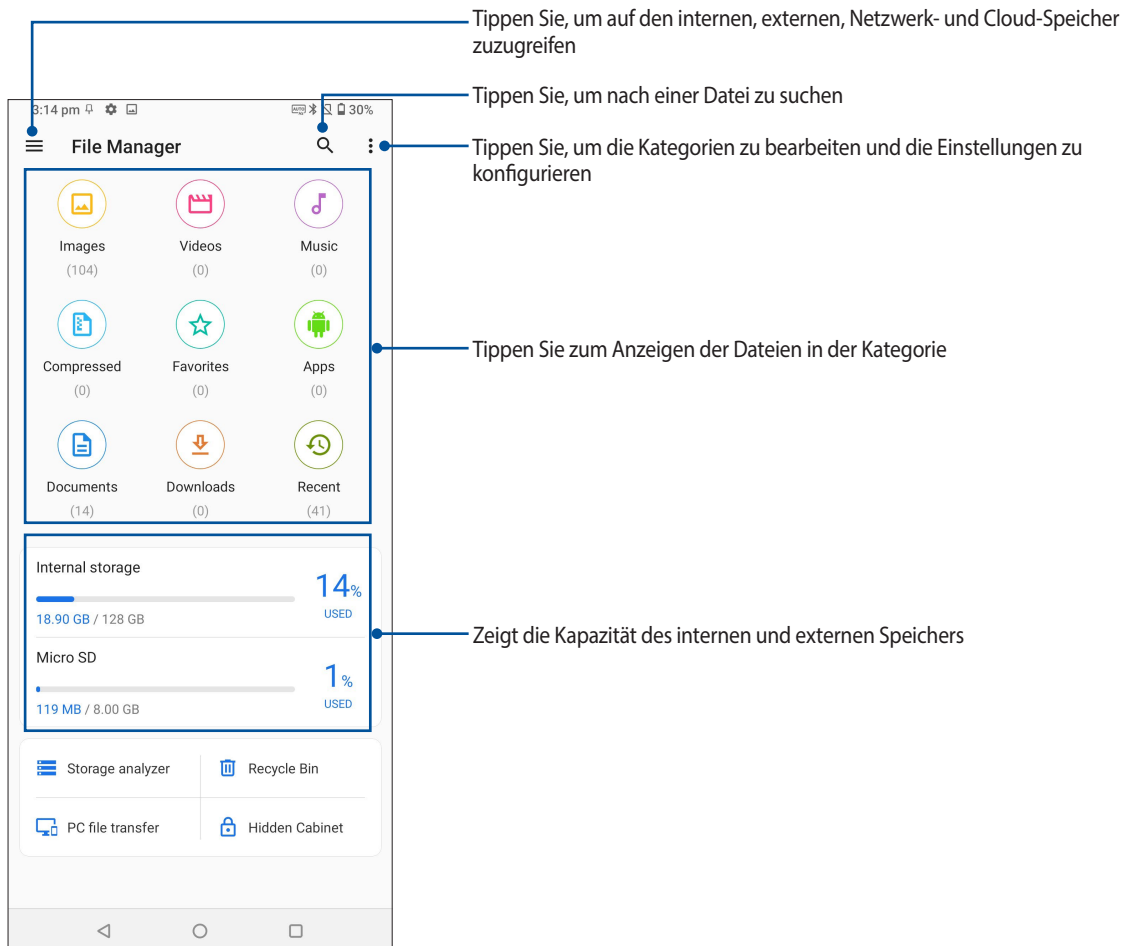 Tippen Sie, um auf den internen, externen, Netzwerk- und Cloud-Speicher
zuzugreifen
Tippen Sie, um nach einer Datei zu suchen
Tippen Sie, um die Kategorien zu bearbeiten und die Einstellungen zu
konfigurieren
Tippen Sie zum Anzeigen der Dateien in der Kategorie
Zeigt die Kapazität des internen und externen Speichers
3:14 pm 30%
File Manager
Images Videos Music
(104) (0) (0)
Compressed Favorites Apps
(0) (0) (0)
Documents Downloads Recent
(14) (0) (41)
Internal storage
14%
USED
18.90 GB / 128 GB
Micro SD
1%
USED
119 MB / 8.00 GB
Storage analyzer Recycle Bin
PC file transfer Hidden Cabinet